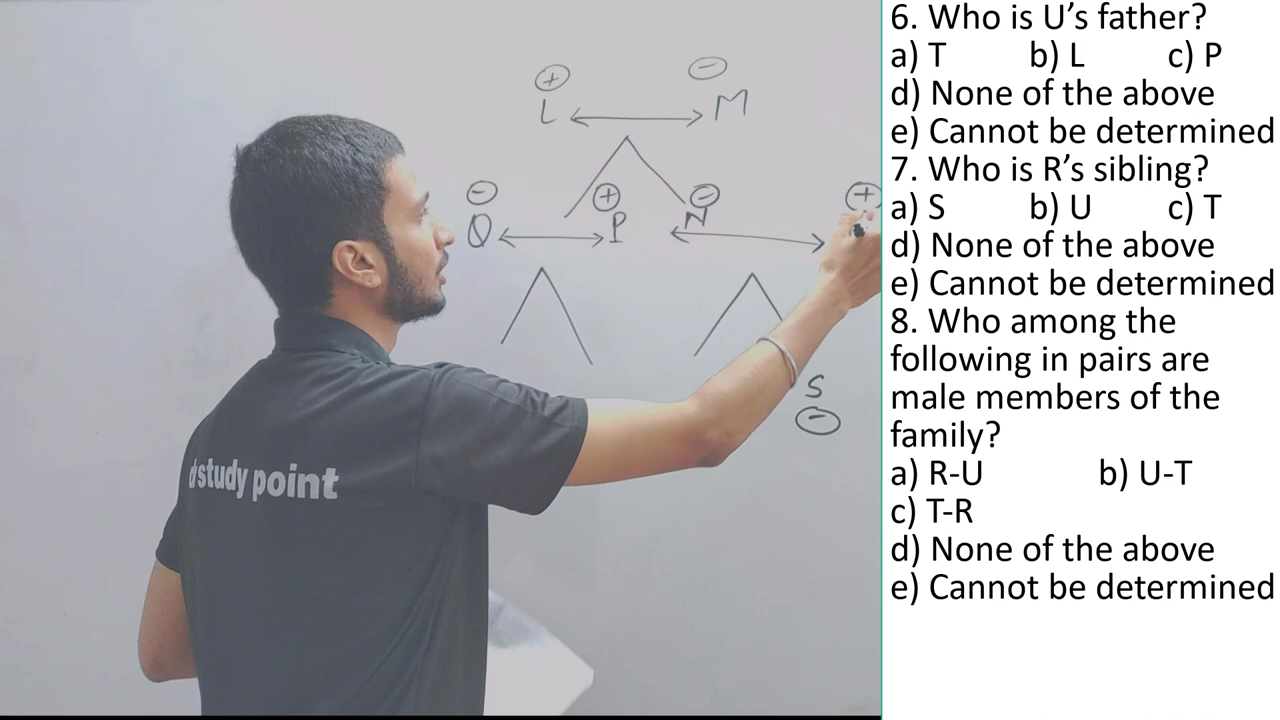 L M
Q P N
S
study point
6. Who is U’s father?
a) T b) L c) P
d) None of the above
e) Cannot be determined
7. Who is R’s sibling?
a) S b) U c) T
d) None of the above
e) Cannot be determined
8. Who among the
following in pairs are
male members of the
family?
a) R-U b) U-T
c) T-R
d) None of the above
e) Cannot be determined